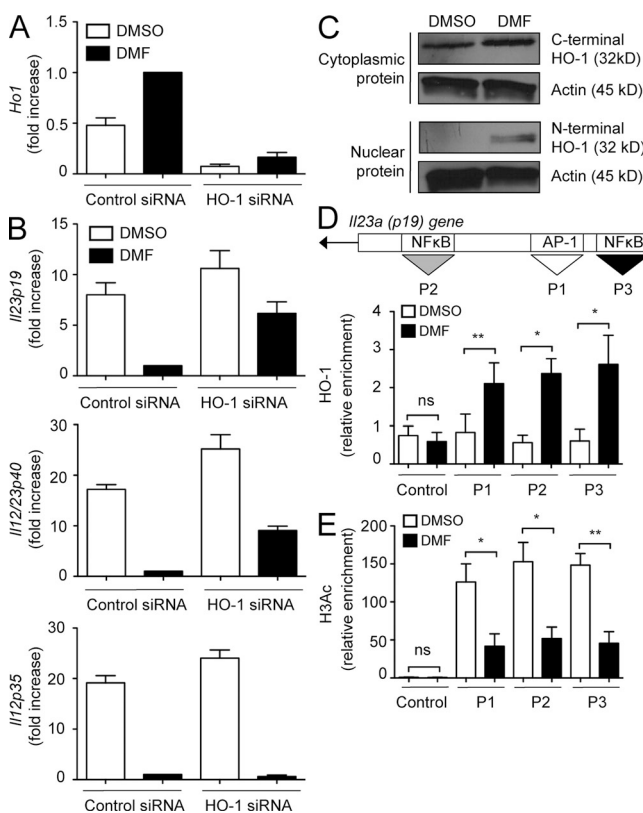 A
DMSO
DMF
Ho1
(fold increase)
1.0
0.5
0
Control siRNA HO-1 siRNA
B
DMSO
DMF
Il23p19
(fold increase)
15
10
5
0
Control siRNA HO-1 siRNA
Il12/23p40
(fold increase)
30
20
10
0
Control siRNA HO-1 siRNA
Il12p35
(fold increase)
30
20
10
0
Control siRNA HO-1 siRNA
C
DMSO DMF
Cytoplasmic
protein
C-terminal
HO-1 (32kD)
Actin (45 kD)
Nuclear
protein
N-terminal
HO-1 (32 kD)
Actin (45 kD)
D
Il23a (p19) gene
NFκB AP-1 NFκB
P2 P1 P3
DMSO
DMF
HO-1
(relative enrichment)
4
3
2
1
0
ns ** * *
Control P1 P2 P3
E
DMSO
DMF
H3Ac
(relative enrichment)
200
150
100
50
0
ns * * **
Control P1 P2 P3